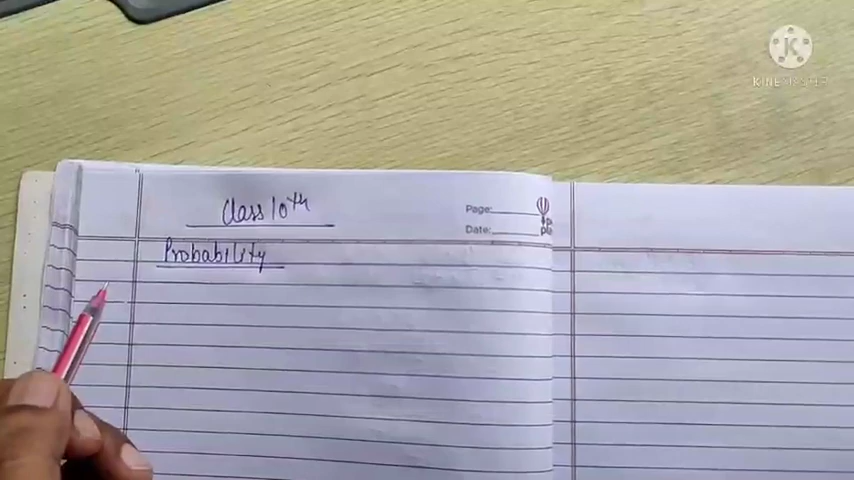 K
KINEMASTER
Class 10th
Page:
Date:
Probability